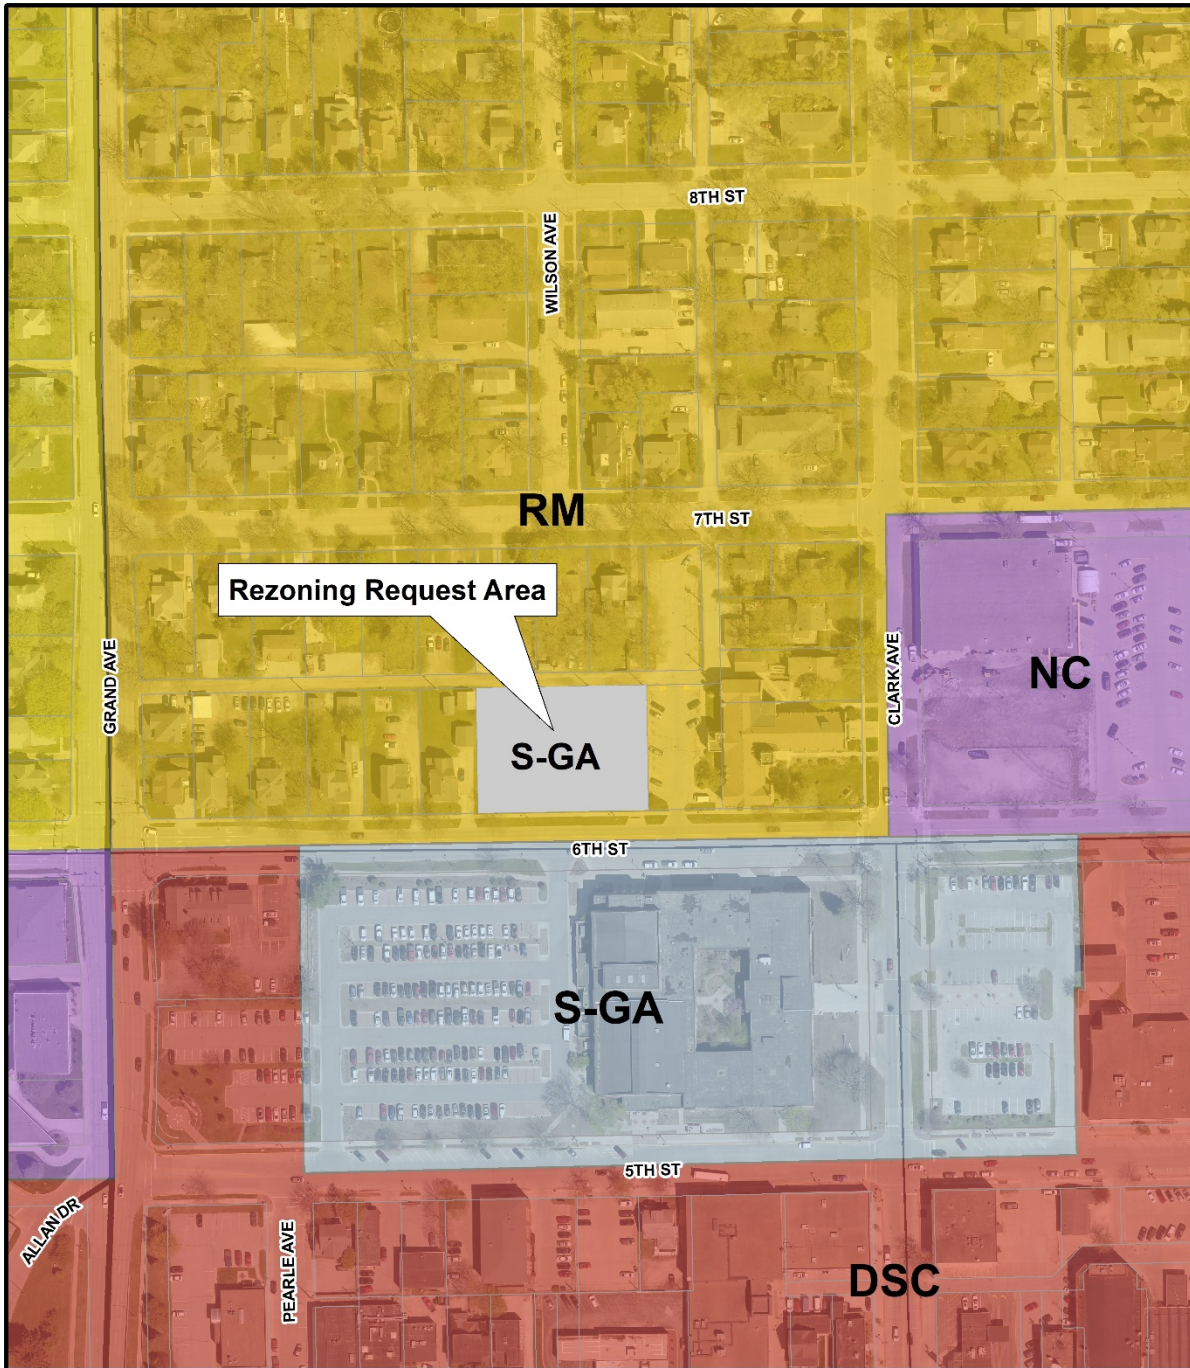 8TH ST
WILSON AVE
RM
7TH ST
Rezoning Request Area
GRAND AVE
CLARK AVE
NC
S-GA
6TH ST
S-GA
5TH ST
ALLAN DR
PEARLE AVE
DSC